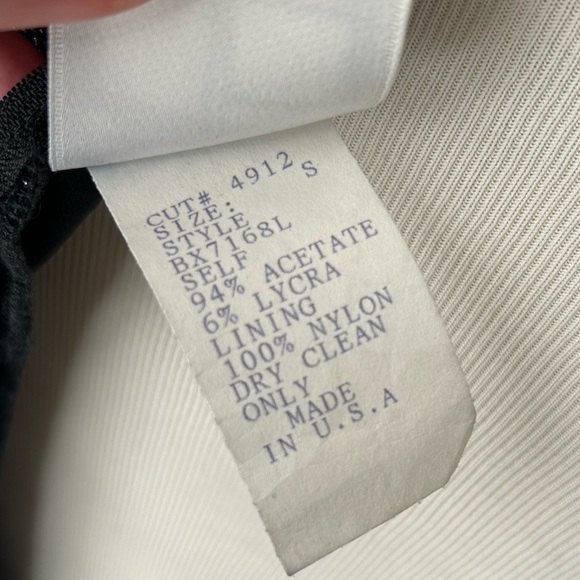 CUT# 4912
SIZE: S
STYLE
BX7168L
SELF
94% ACETATE
6% LYCRA
LINING
100% NYLON
DRY CLEAN
ONLY
MADE
IN U.S.A